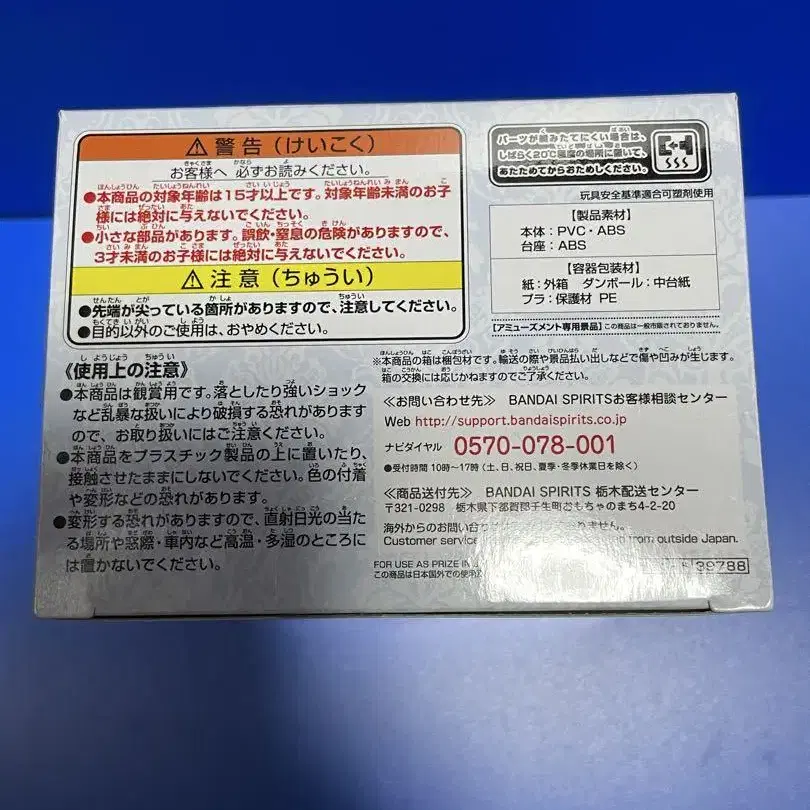 ⚠警告(けいこく)
お客様へ 必ずお読みください。
●本商品の対象年齢は15才以上です。対象年齢未満のお子
様には絶対に与えないでください。
●小さな部品があります。誤飲・窒息の危険がありますので、
3才未満のお子様には絶対に与えないでください。
⚠注意(ちゅうい)
●先端が尖っている箇所がありますので、注意してください。
●目的以外のご使用は、おやめください。
《使用上の注意》
●本商品は観賞用です。落としたり強いショック
など乱暴な扱いにより破損する恐れがあります
ので、お取り扱いにはご注意ください。
●本商品をプラスチック製品の上に置いたり、
接触させたままにしないでください。色の付着
や変形などの恐れがあります。
●変形する恐れがありますので、直射日光の当た
る場所や窓際・車内など高温・多湿のところに
は置かないでください。
パーツが組みたてにくい場合は、
しばらく20℃程度の場所に置いて、
あたためてからおためしください。
玩具安全基準適合可塑剤使用
【製品素材】
本体:PVC・ABS
台座:ABS
【容器包装材】
紙:外箱 ダンボール:中台紙
プラ:保護材 PE
【アミューズメント専用景品】この商品は一般市販されておりません。
※本商品の箱は梱包材です。輸送の際や景品払い出しなどで傷や凹みが生じます。
箱の交換には応じかねますのでご了承ください。
≪お問い合わせ先≫ BANDAI SPIRITSお客様相談センター
Web http://support.bandaispirits.co.jp
ナビダイヤル 0570-078-001
●受付時間 10時~17時(土、日、祝日、夏季・冬季休業日を除く)
≪商品送付先≫ BANDAI SPIRITS 栃木配送センター
〒321-0298 栃木県下都賀郡壬生町おもちゃのまち4-2-20
海外からのお問い合わ りません。
Customer servic from outside Japan.
FOR USE AS PRIZE IN
この商品は日本国外での使用
39788